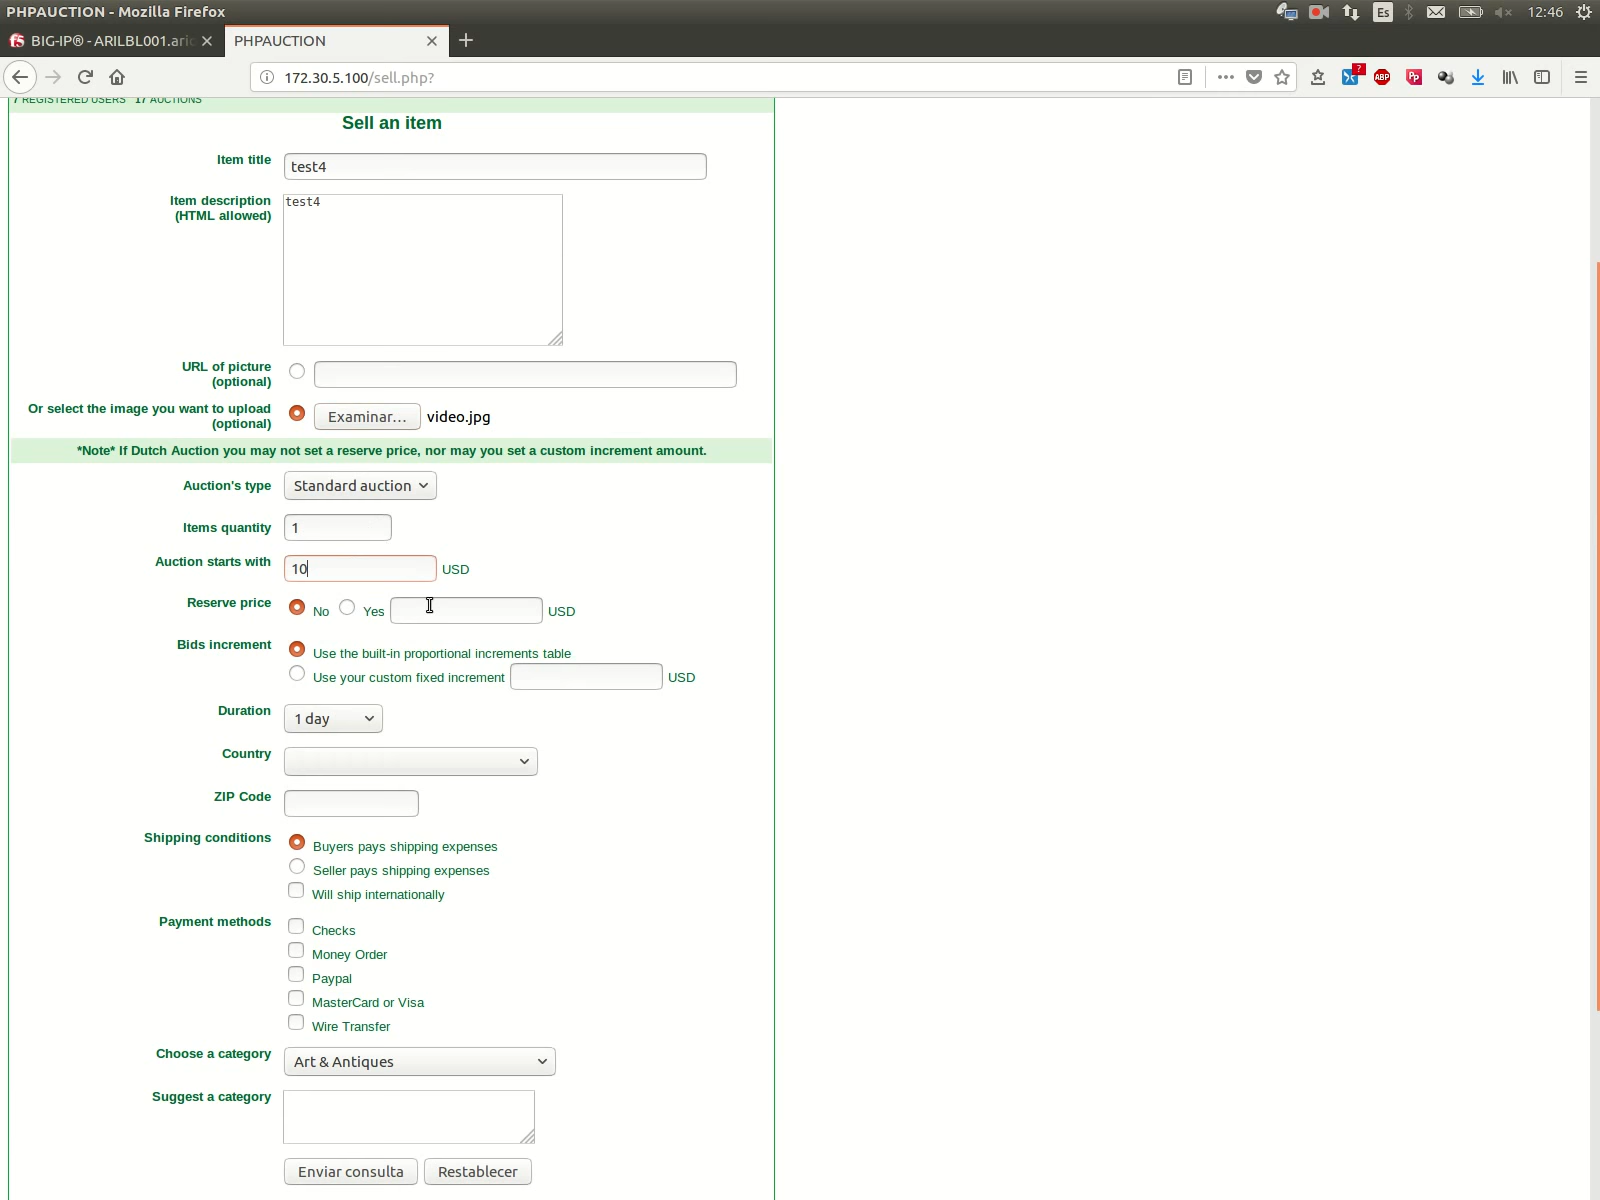 PHPAUCTION - Mozilla Firefox
Es
12:46
BIG-IP® - ARILBL001.aric
PHPAUCTION
172.30.5.100/sell.php?
?
ABP
7 REGISTERED USERS 17 AUCTIONS
Sell an item
Item title
test4
Item description
(HTML allowed)
test4
URL of picture
(optional)
Or select the image you want to upload
(optional)
Examinar...
video.jpg
*Note* If Dutch Auction you may not set a reserve price, nor may you set a custom increment amount.
Auction's type
Standard auction
Items quantity
1
Auction starts with
10
USD
Reserve price
No
Yes
USD
Bids increment
Use the built-in proportional increments table
Use your custom fixed increment
USD
Duration
1 day
Country
ZIP Code
Shipping conditions
Buyers pays shipping expenses
Seller pays shipping expenses
Will ship internationally
Payment methods
Checks
Money Order
Paypal
MasterCard or Visa
Wire Transfer
Choose a category
Art & Antiques
Suggest a category
Enviar consulta
Restablecer